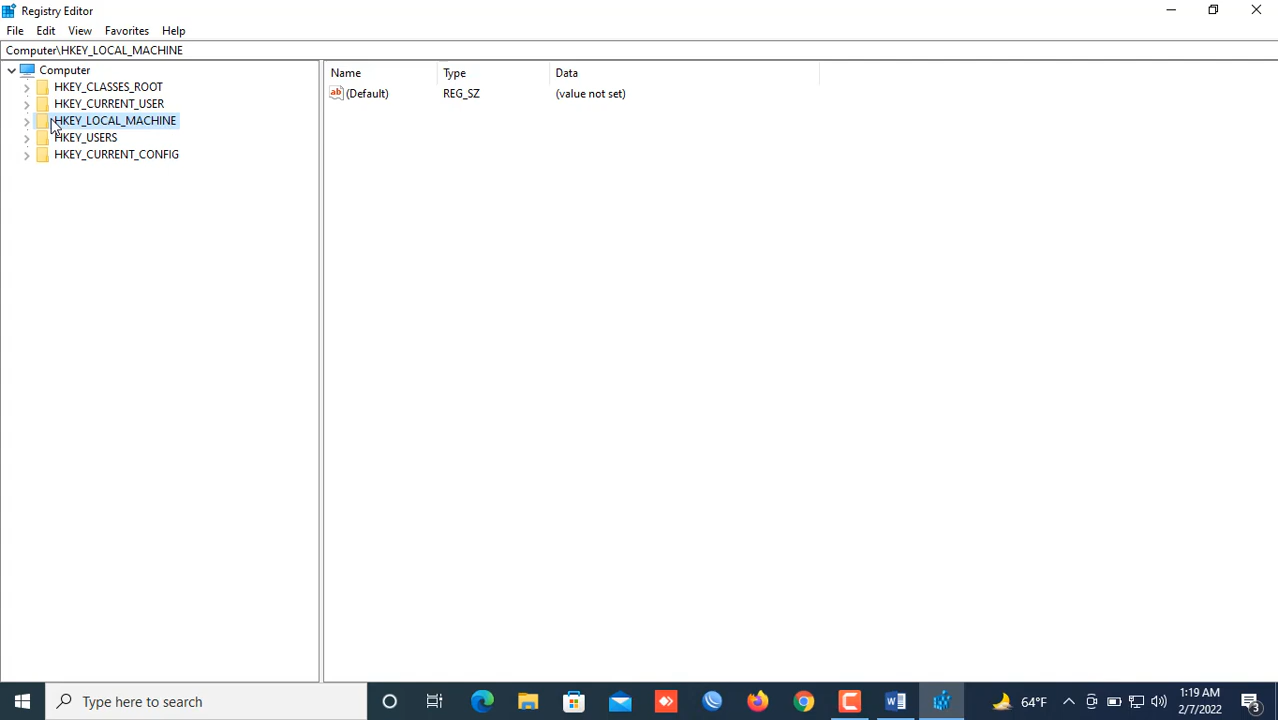 Registry Editor
File Edit View Favorites Help
Computer\HKEY_LOCAL_MACHINE
Computer
HKEY_CLASSES_ROOT
HKEY_CURRENT_USER
HKEY_LOCAL_MACHINE
HKEY_USERS
HKEY_CURRENT_CONFIG
Name Type Data
ab (Default) REG_SZ (value not set)
Type here to search
W
64°F
1:19 AM
2/7/2022
3